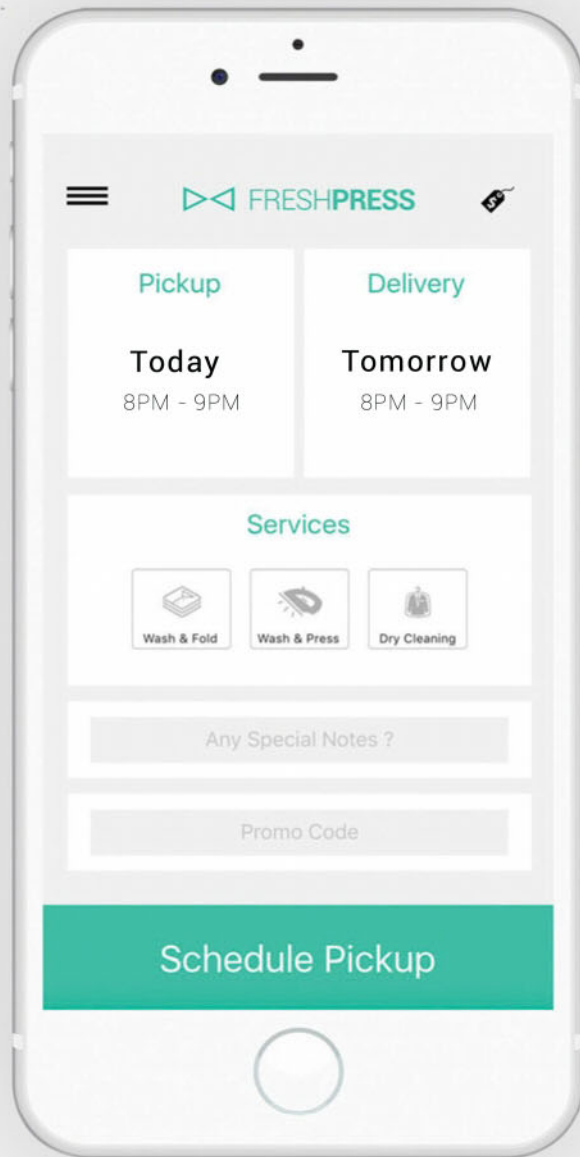 FRESHPRESS
Pickup
Today
8PM - 9PM
Delivery
Tomorrow
8PM - 9PM
Services
Wash & Fold
Wash & Press
Dry Cleaning
Any Special Notes ?
Promo Code
Schedule Pickup